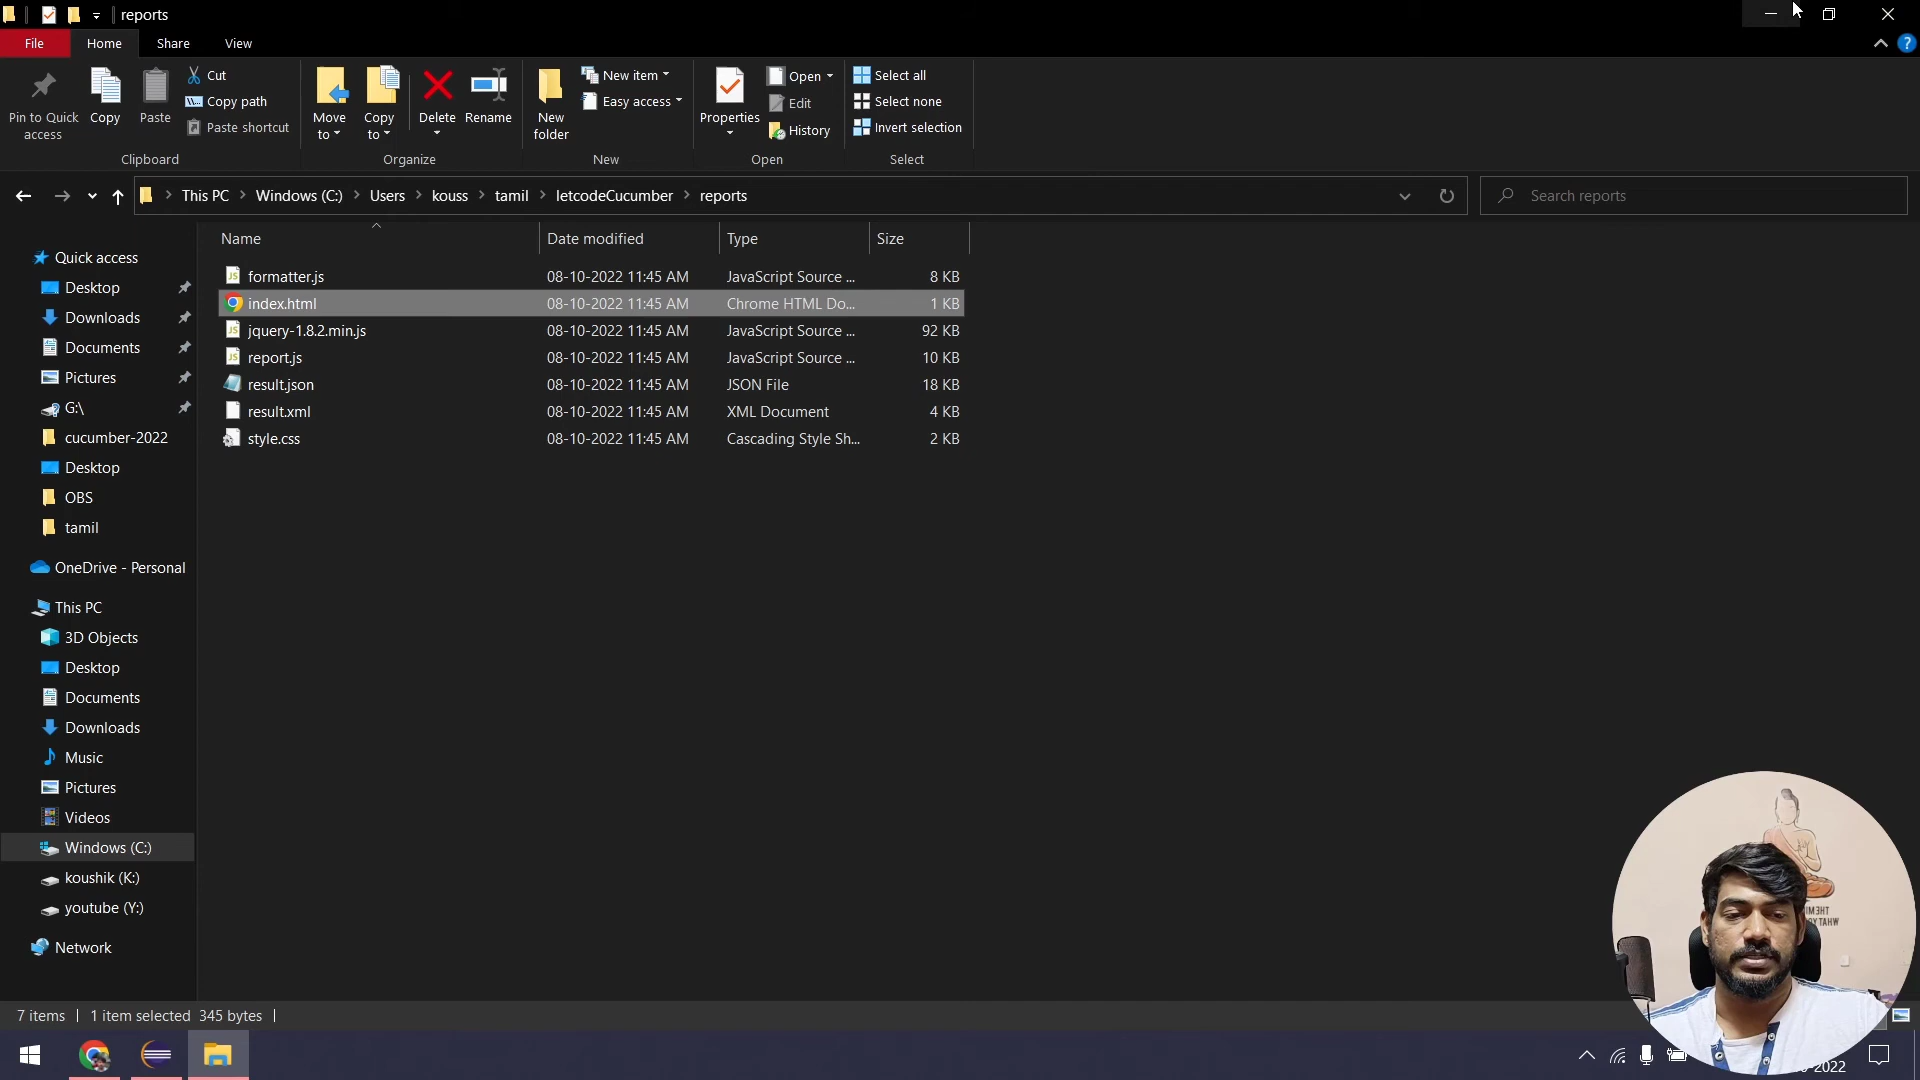 reports
File
Home
Share
View
Pin to Quick access
Copy
Paste
Cut
Copy path
Paste shortcut
Clipboard
Move to
Copy to
Delete
Rename
Organize
New folder
New item
Easy access
New
Properties
Open
Edit
History
Open
Select all
Select none
Invert selection
Select
This PC
Windows (C:)
Users
kouss
tamil
letcodeCucumber
reports
Search reports
Name Date modified Type Size
formatter.js 08-10-2022 11:45 AM JavaScript Source ... 8 KB
index.html 08-10-2022 11:45 AM Chrome HTML Do... 1 KB
jquery-1.8.2.min.js 08-10-2022 11:45 AM JavaScript Source ... 92 KB
report.js 08-10-2022 11:45 AM JavaScript Source ... 10 KB
result.json 08-10-2022 11:45 AM JSON File 18 KB
result.xml 08-10-2022 11:45 AM XML Document 4 KB
style.css 08-10-2022 11:45 AM Cascading Style Sh... 2 KB
Quick access
Desktop
Downloads
Documents
Pictures
G:\
cucumber-2022
Desktop
OBS
tamil
OneDrive - Personal
This PC
3D Objects
Desktop
Documents
Downloads
Music
Pictures
Videos
Windows (C:)
koushik (K:)
youtube (Y:)
Network
7 items
1 item selected 345 bytes